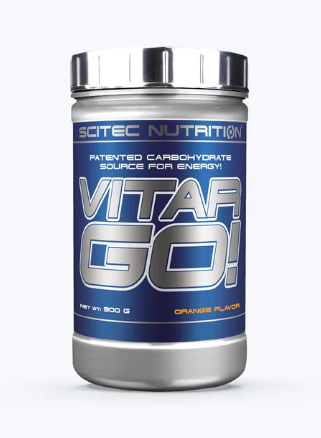 SCITEC NUTRITION
PATENTED CARBOHYDRATE
SOURCE FOR ENERGY!
VITAR
GO!
NET WT: 900 G
ORANGE FLAVOR